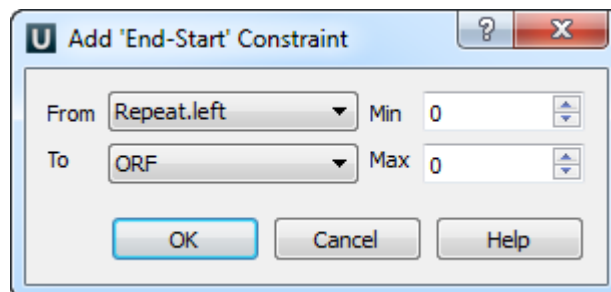 U Add 'End-Start' Constraint ? X
From Repeat.left Min 0
To ORF Max 0
OK Cancel Help